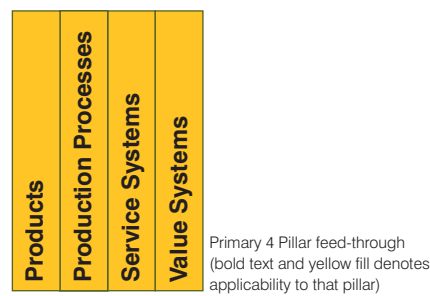 Products
Production Processes
Service Systems
Value Systems
Primary 4 Pillar feed-through
(bold text and yellow fill denotes
applicability to that pillar)